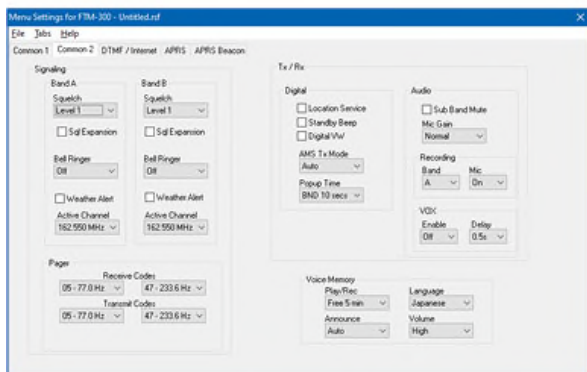 Menu Settings for FTM-300 - Untitled.rsf
File Tabs Help
Common 1 Common 2 DTMF / Internet APRS APRS Beacon
Signaling
Band A
Squelch
Level 1
Sql Expansion
Bell Ringer
Off
Weather Alert
Active Channel
162.550 MHz
Band B
Squelch
Level 1
Sql Expansion
Bell Ringer
Off
Weather Alert
Active Channel
162.550 MHz
Pager
Receive Codes
05 - 77.0 Hz 47 - 233.6 Hz
Transmit Codes
05 - 77.0 Hz 47 - 233.6 Hz
Tx / Rx
Digital
Location Service
Standby Beep
Digital VW
AMS Tx Mode
Auto
Popup Time
BND 10 secs
Audio
Sub Band Mute
Mic Gain
Normal
Recording
Band Mic
A On
VOX
Enable Delay
Off 0.5s
Voice Memory
Play/Rec Language
Free 5 min Japanese
Announce Volume
Auto High